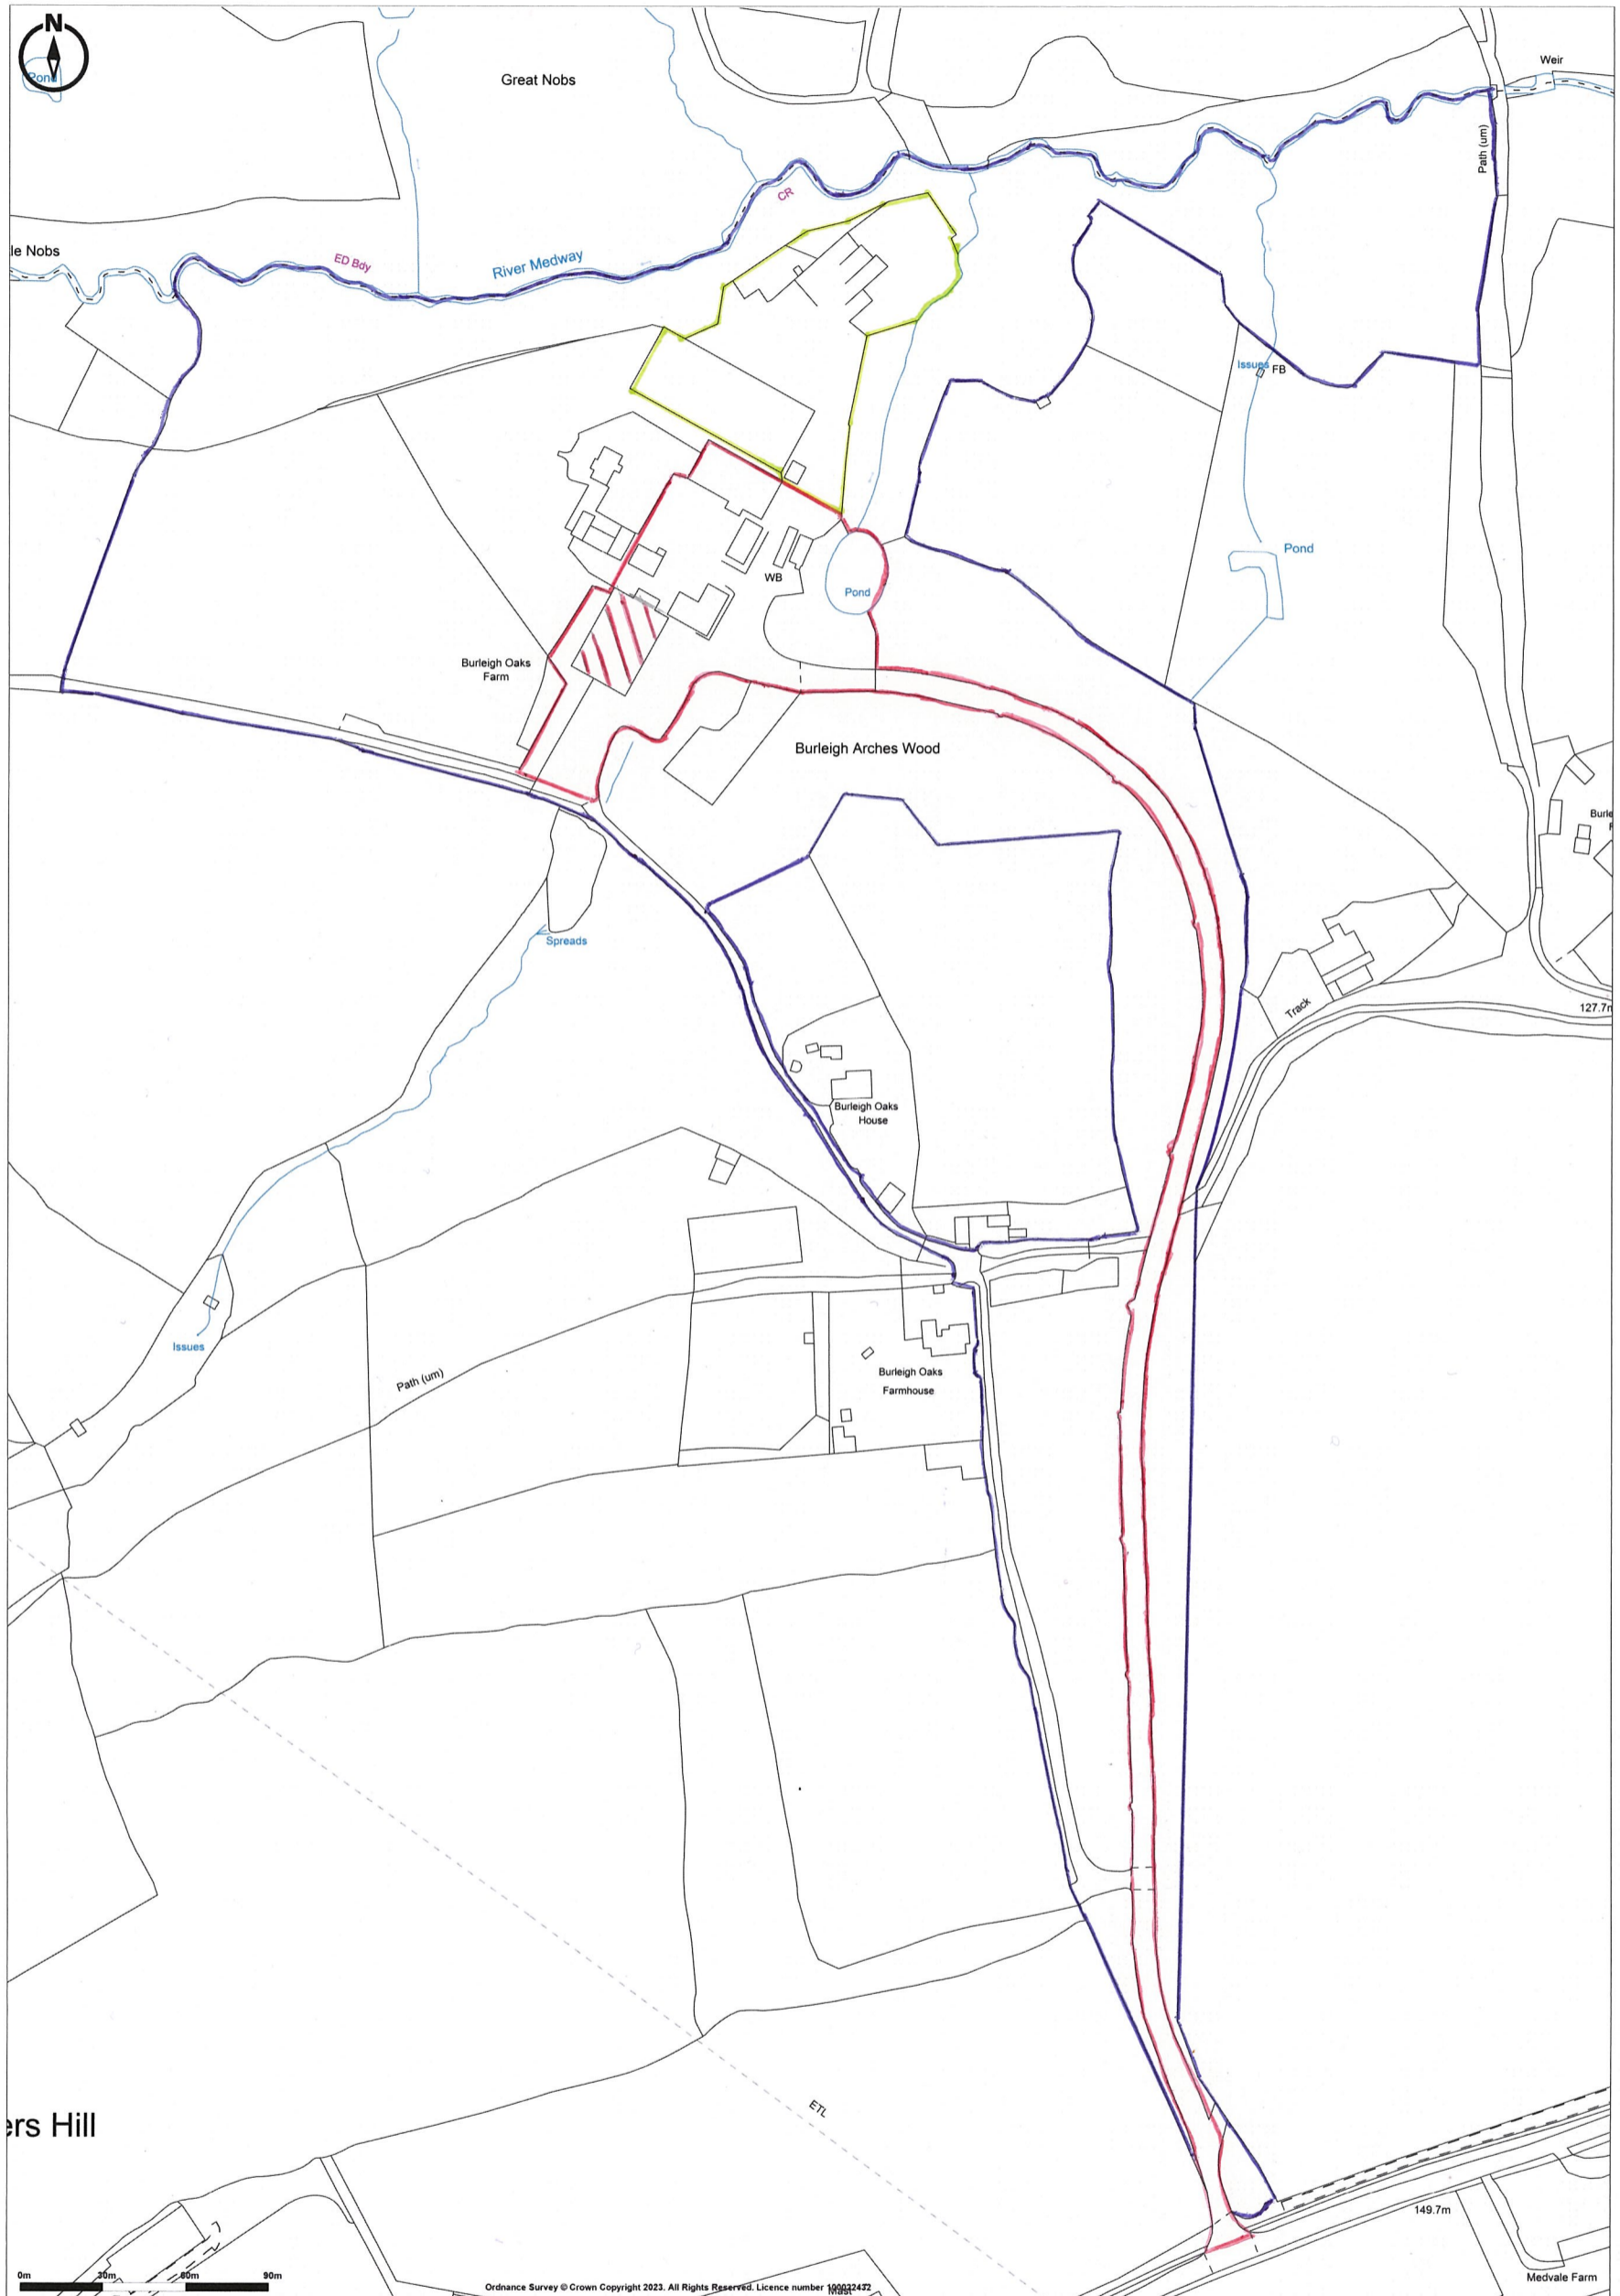 N
Pond
Great Nobs
Weir
Path (um)
CR
le Nobs
ED Bdy
River Medway
Issues
FB
Pond
WB
Pond
Burleigh Oaks
Farm
Burleigh Arches Wood
Burle
Spreads
Track
127.7m
Burleigh Oaks
House
Issues
Path (um)
Burleigh Oaks
Farmhouse
ETL
ers Hill
149.7m
Medvale Farm
0m 30m 60m 90m
Ordnance Survey © Crown Copyright 2023. All Rights Reserved. Licence number 100022432
Mast